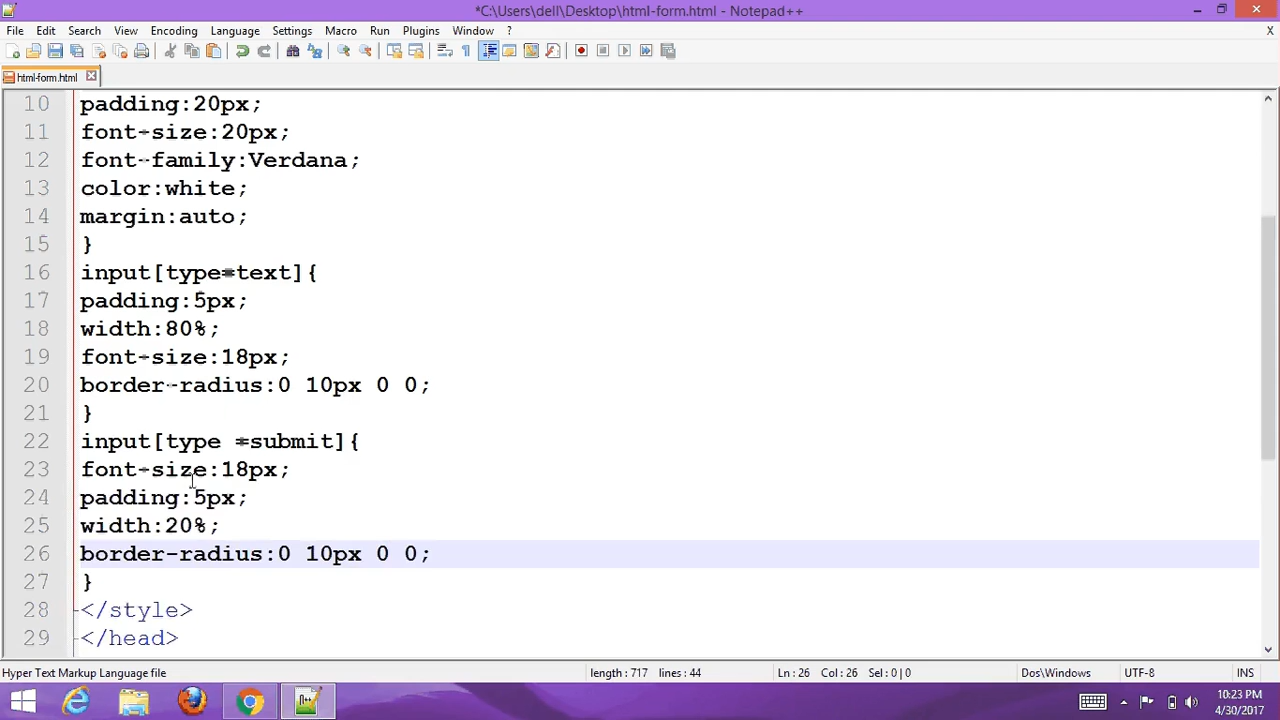 *C:\Users\dell\Desktop\html-form.html - Notepad++
File Edit Search View Encoding Language Settings Macro Run Plugins Window ? X
html-form.html
10 padding:20px;
11 font-size:20px;
12 font-family:Verdana;
13 color:white;
14 margin:auto;
15 }
16 input[type=text]{
17 padding:5px;
18 width:80%;
19 font-size:18px;
20 border-radius:0 10px 0 0;
21 }
22 input[type =submit]{
23 font-size:18px;
24 padding:5px;
25 width:20%;
26 border-radius:0 10px 0 0;
27 }
28 </style>
29 </head>
Hyper Text Markup Language file length : 717 lines : 44 Ln : 26 Col : 26 Sel : 0 | 0 Dos\Windows UTF-8 INS
10:23 PM
4/30/2017